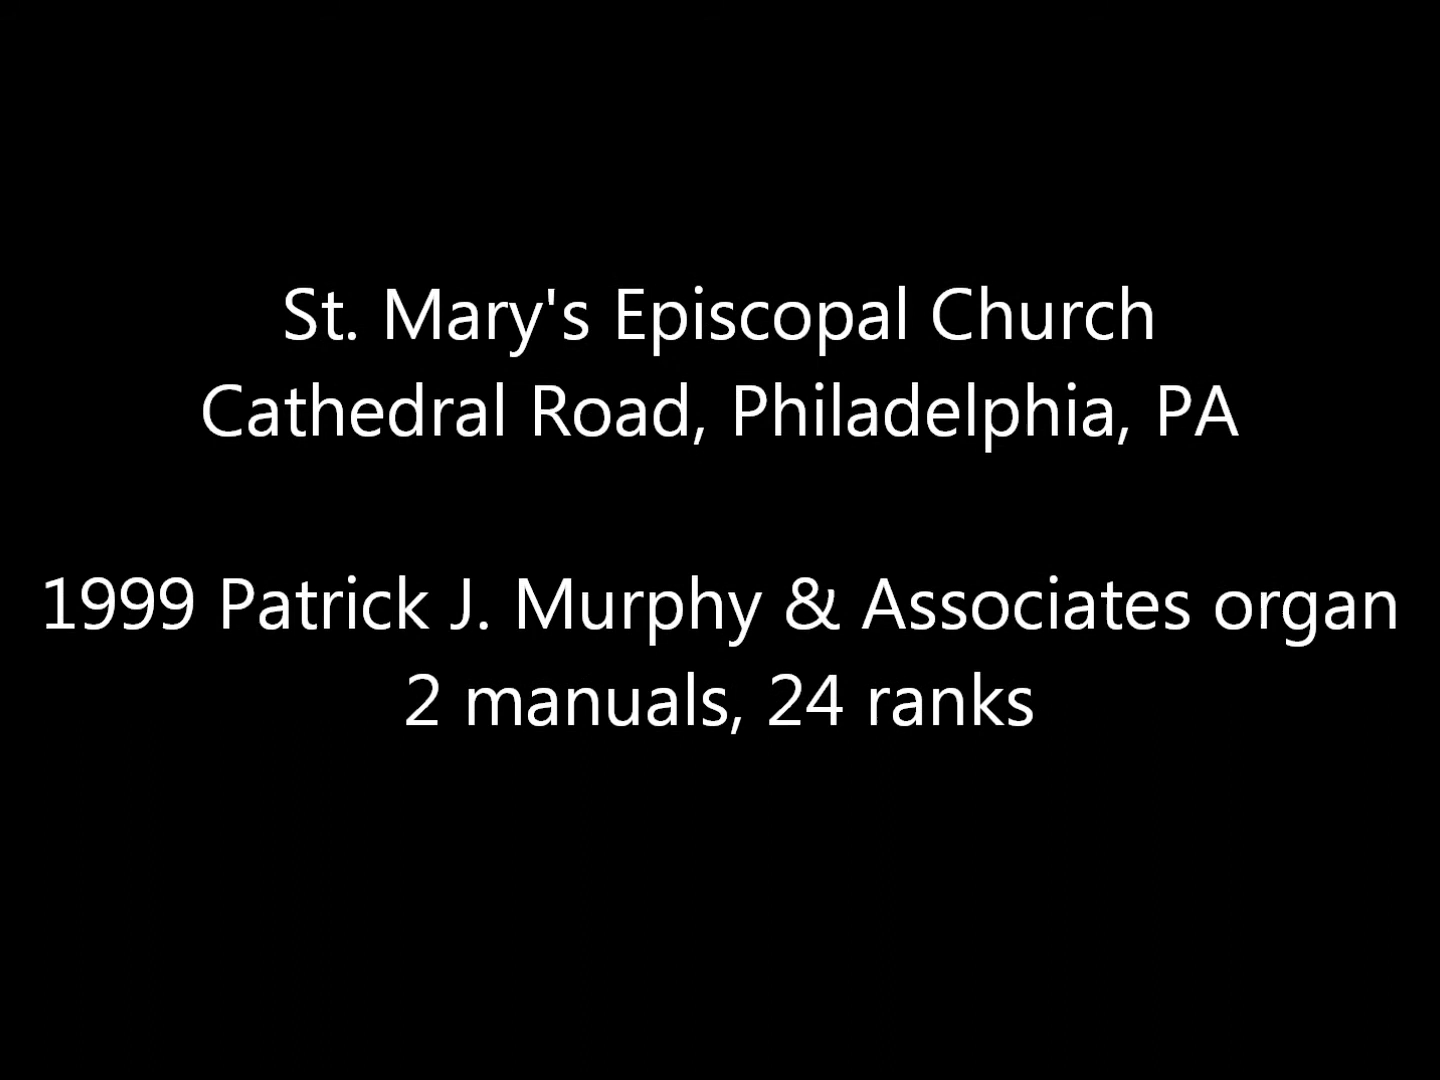 St. Mary's Episcopal Church
Cathedral Road, Philadelphia, PA
1999 Patrick J. Murphy & Associates organ
2 manuals, 24 ranks